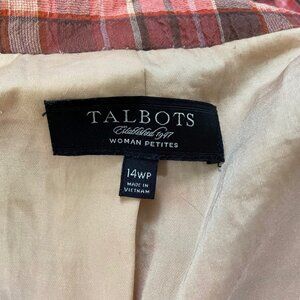 TALBOTS
Established 1947
WOMAN PETITES
14WP
MADE IN
VIETNAM